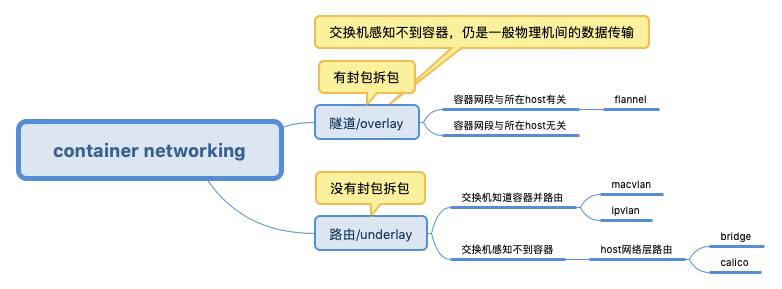 交换机感知不到容器，仍是一般物理机间的数据传输
有封包拆包
隧道/overlay
容器网段与所在host有关
flannel
容器网段与所在host无关
container networking
没有封包拆包
路由/underlay
交换机知道容器并路由
macvlan
ipvlan
交换机感知不到容器
host网络层路由
bridge
calico